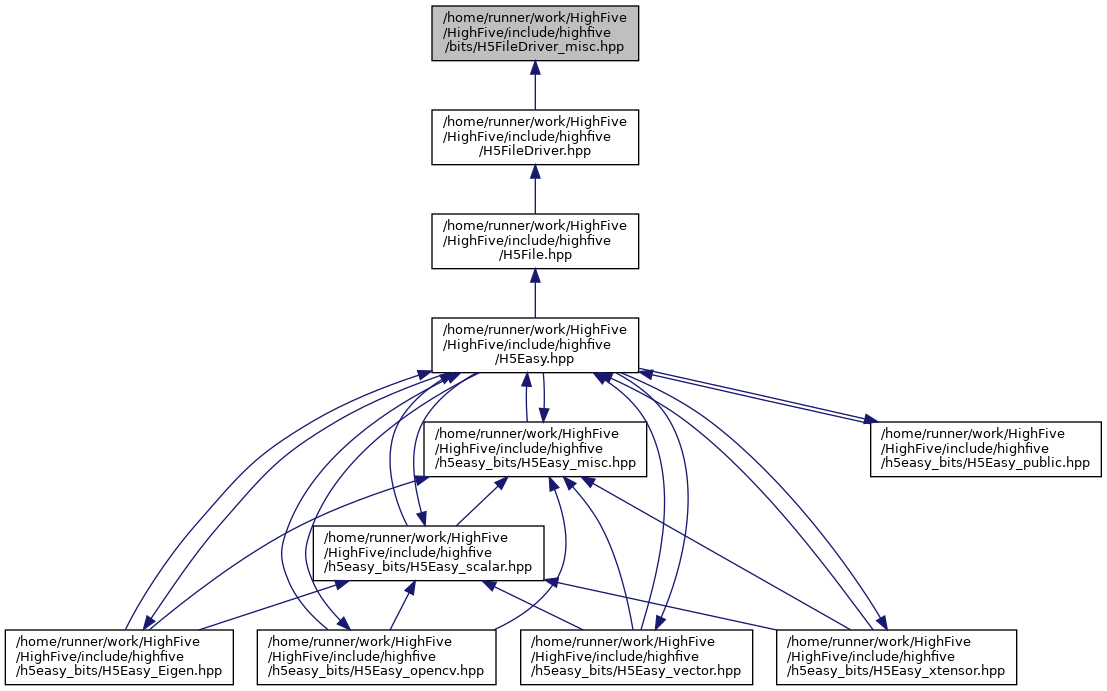 /home/runner/work/HighFive
/HighFive/include/highfive
/bits/H5FileDriver_misc.hpp
/home/runner/work/HighFive
/HighFive/include/highfive
/H5FileDriver.hpp
/home/runner/work/HighFive
/HighFive/include/highfive
/H5File.hpp
/home/runner/work/HighFive
/HighFive/include/highfive
/H5Easy.hpp
/home/runner/work/HighFive
/HighFive/include/highfive
/h5easy_bits/H5Easy_misc.hpp
/home/runner/work/HighFive
/HighFive/include/highfive
/h5easy_bits/H5Easy_public.hpp
/home/runner/work/HighFive
/HighFive/include/highfive
/h5easy_bits/H5Easy_scalar.hpp
/home/runner/work/HighFive
/HighFive/include/highfive
/h5easy_bits/H5Easy_Eigen.hpp
/home/runner/work/HighFive
/HighFive/include/highfive
/h5easy_bits/H5Easy_opencv.hpp
/home/runner/work/HighFive
/HighFive/include/highfive
/h5easy_bits/H5Easy_vector.hpp
/home/runner/work/HighFive
/HighFive/include/highfive
/h5easy_bits/H5Easy_xtensor.hpp